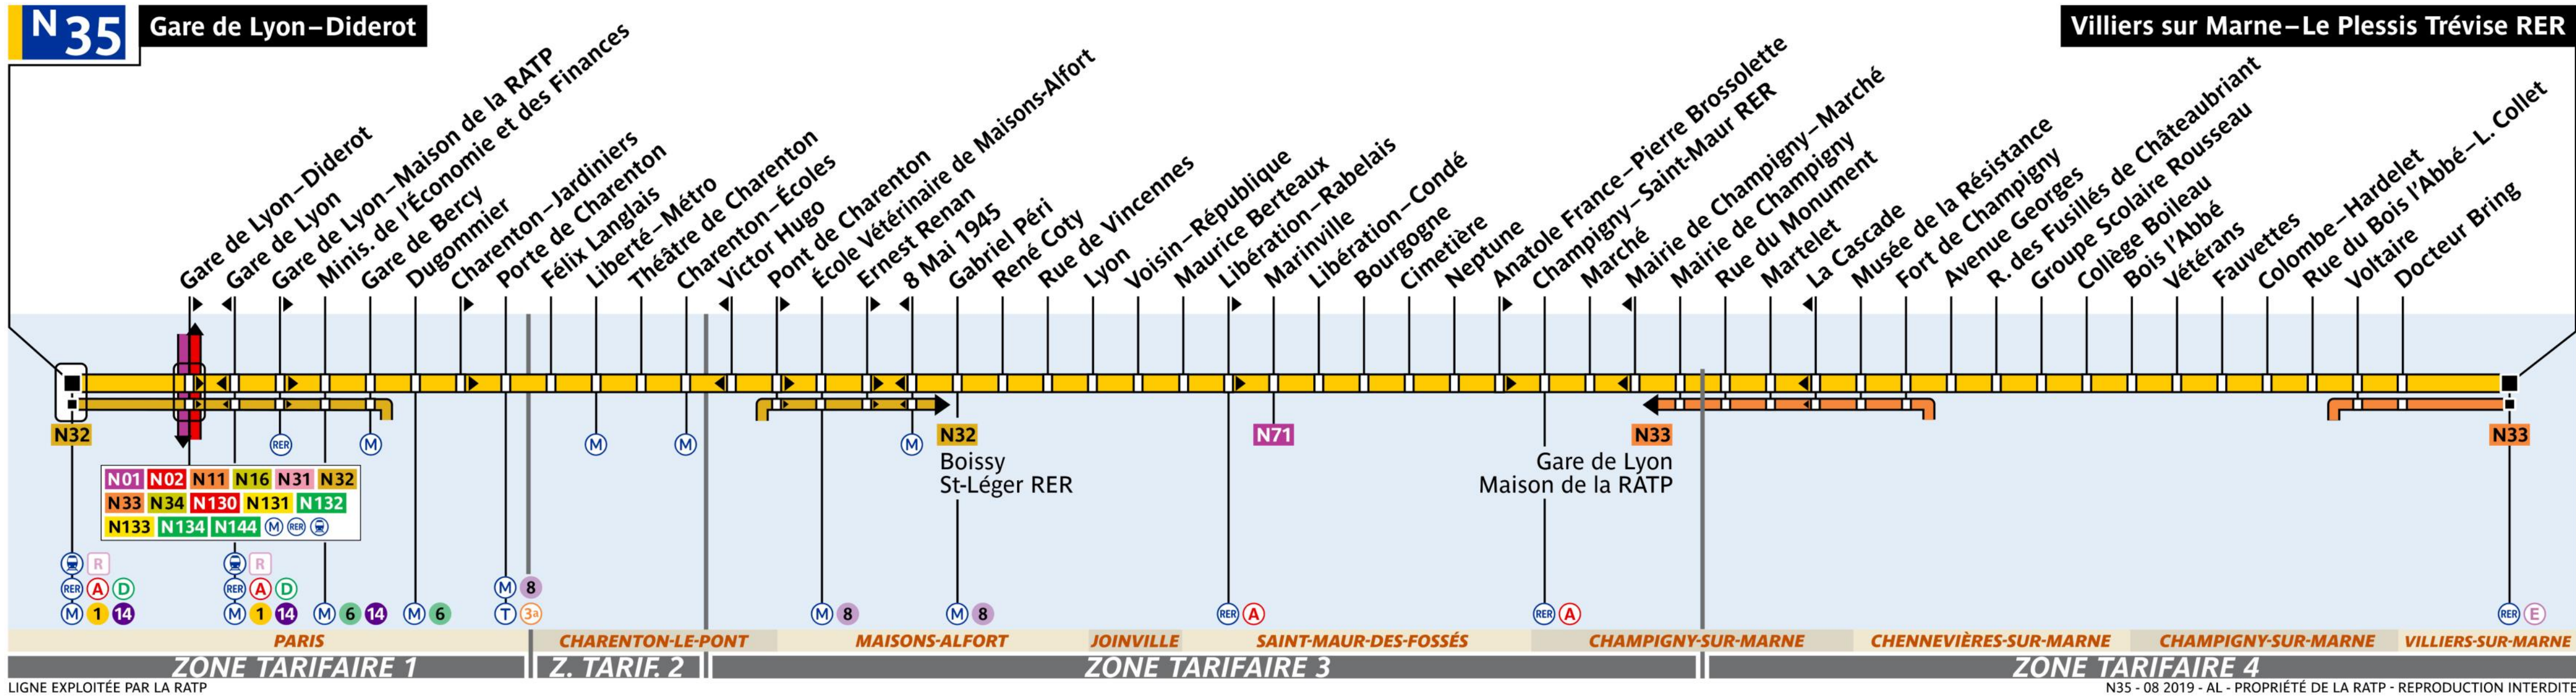 N35
Gare de Lyon–Diderot
Villiers sur Marne–Le Plessis Trévise RER
Gare de Lyon–Diderot
Gare de Lyon
Gare de Lyon–Maison de la RATP
Minis. de l'Économie et des Finances
Gare de Bercy
Dugommier
Charenton–Jardiniers
Porte de Charenton
Félix Langlais
Liberté–Métro
Théâtre de Charenton
Charenton–Écoles
Victor Hugo
Pont de Charenton
École Vétérinaire de Maisons-Alfort
Ernest Renan
8 Mai 1945
Gabriel Péri
René Coty
Rue de Vincennes
Lyon
Voisin–République
Maurice Berteaux
Libération–Rabelais
Marinville
Libération–Condé
Bourgogne
Cimetière
Neptune
Anatole France–Pierre Brossolette
Champigny–Saint-Maur RER
Marché
Mairie de Champigny–Marché
Mairie de Champigny
Rue du Monument
Martelet
La Cascade
Musée de la Résistance
Fort de Champigny
Avenue Georges
R. des Fusillés de Châteaubriant
Groupe Scolaire Rousseau
Collège Boileau
Bois l'Abbé
Vétérans
Fauvettes
Colombe–Hardelet
Rue du Bois l'Abbé–L. Collet
Voltaire
Docteur Bring
N32
RER
M
M
M
M
N32
N71
N33
N33
Boissy
St-Léger RER
Gare de Lyon
Maison de la RATP
N01 N02 N11 N16 N31 N32
N33 N34 N130 N131 N132
N133 N134 N144 M RER
R
RER A D
M 1 14
R
RER A D
M 1 14
M 6 14
M 6
M 8
T 3a
M 8
M 8
RER A
RER A
RER E
PARIS
CHARENTON-LE-PONT
MAISONS-ALFORT
JOINVILLE
SAINT-MAUR-DES-FOSSÉS
CHAMPIGNY-SUR-MARNE
CHENNEVIÈRES-SUR-MARNE
CHAMPIGNY-SUR-MARNE
VILLIERS-SUR-MARNE
ZONE TARIFAIRE 1
Z. TARIF. 2
ZONE TARIFAIRE 3
ZONE TARIFAIRE 4
LIGNE EXPLOITÉE PAR LA RATP
N35 - 08 2019 - AL - PROPRIÉTÉ DE LA RATP - REPRODUCTION INTERDITE